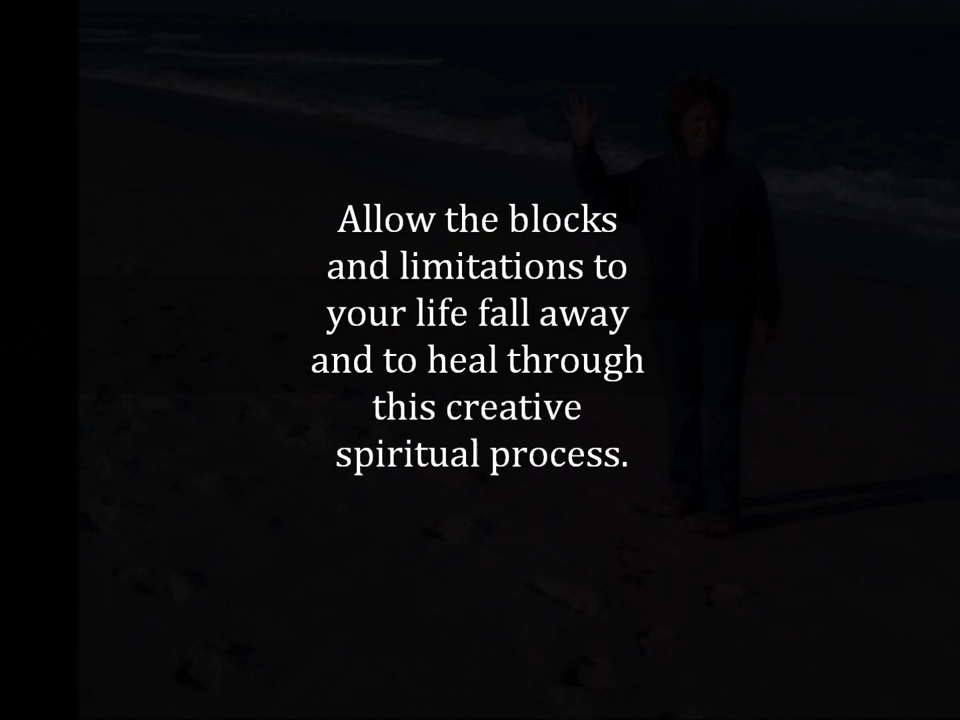 Allow the blocks
and limitations to
your life fall away
and to heal through
this creative
spiritual process.